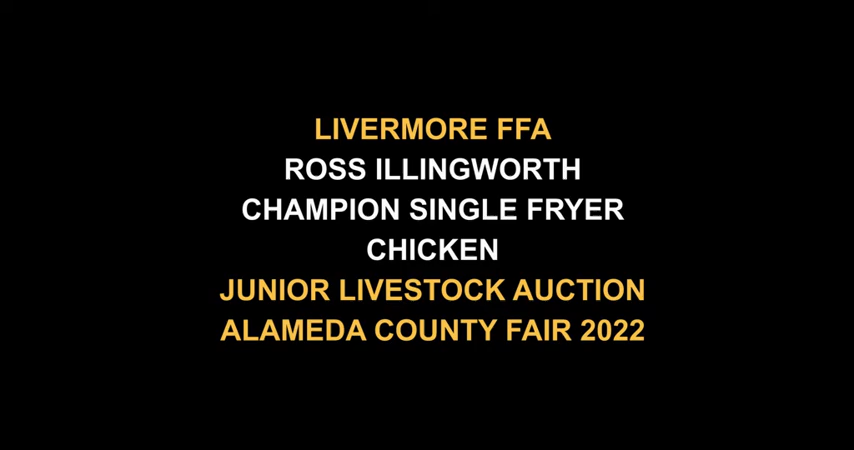 LIVERMORE FFA
ROSS ILLINGWORTH
CHAMPION SINGLE FRYER
CHICKEN
JUNIOR LIVESTOCK AUCTION
ALAMEDA COUNTY FAIR 2022